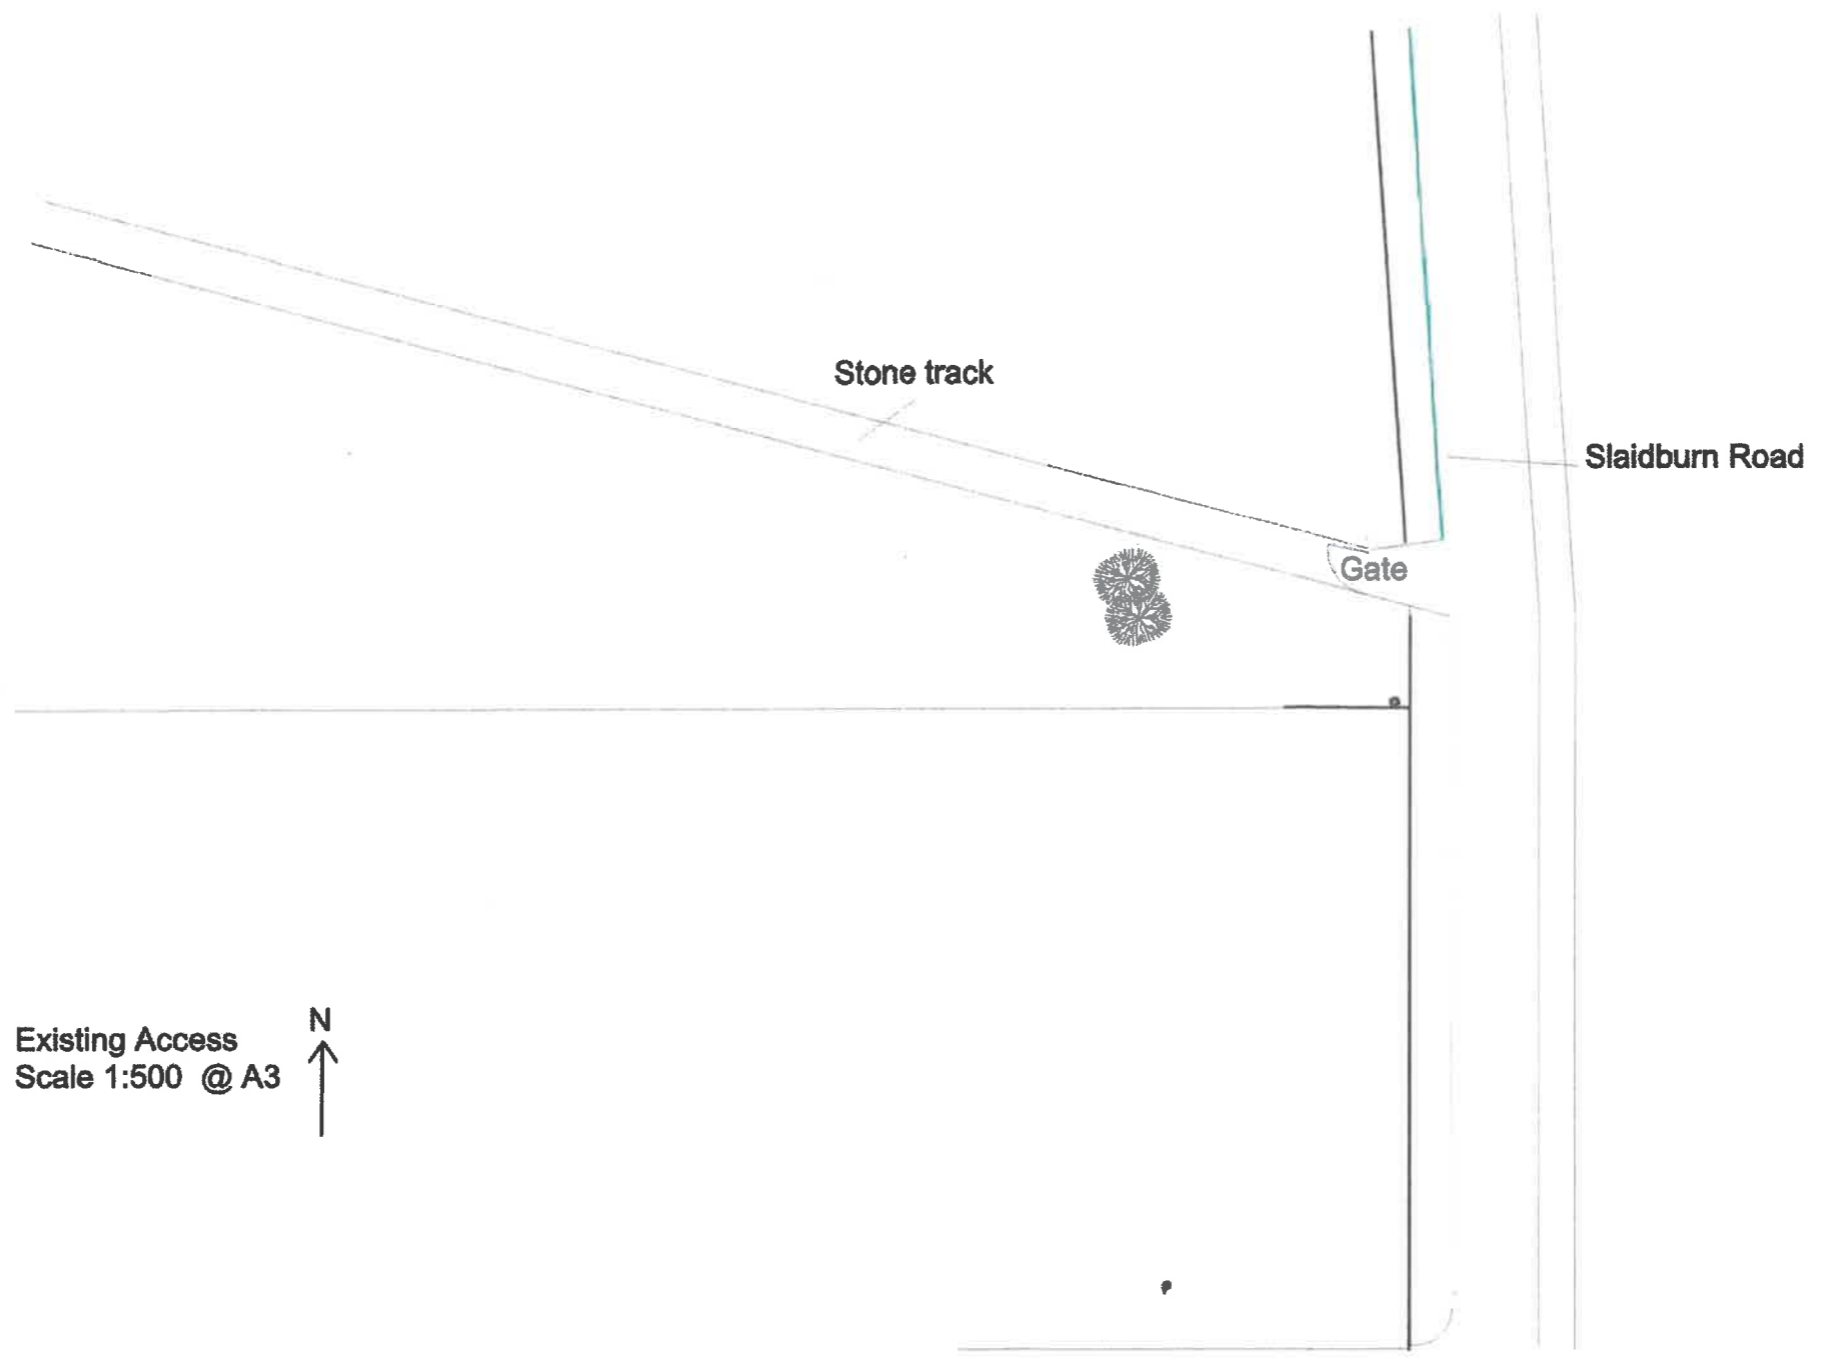 Stone track
Slaidburn Road
Gate
N
Existing Access
Scale 1:500 @ A3